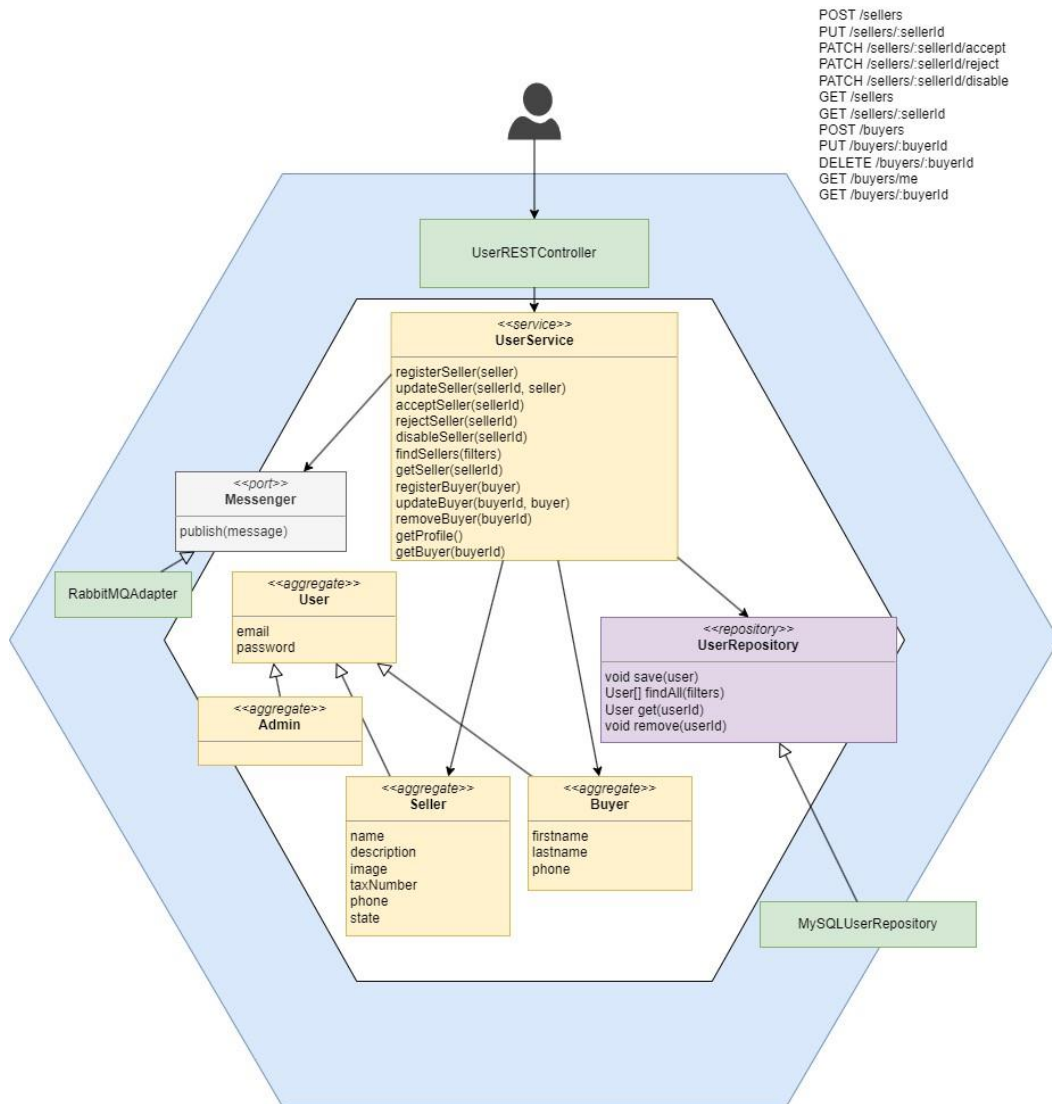 POST /sellers
PUT /sellers/:sellerId
PATCH /sellers/:sellerId/accept
PATCH /sellers/:sellerId/reject
PATCH /sellers/:sellerId/disable
GET /sellers
GET /sellers/:sellerId
POST /buyers
PUT /buyers/:buyerId
DELETE /buyers/:buyerId
GET /buyers/me
GET /buyers/:buyerId
UserRESTController
<<service>>
UserService
registerSeller(seller)
updateSeller(sellerId, seller)
acceptSeller(sellerId)
rejectSeller(sellerId)
disableSeller(sellerId)
findSellers(filters)
getSeller(sellerId)
registerBuyer(buyer)
updateBuyer(buyerId, buyer)
removeBuyer(buyerId)
getProfile()
getBuyer(buyerId)
<<port>>
Messenger
publish(message)
RabbitMQAdapter
<<aggregate>>
User
email
password
<<repository>>
UserRepository
void save(user)
User[] findAll(filters)
User get(userId)
void remove(userId)
<<aggregate>>
Admin
<<aggregate>>
Seller
name
description
image
taxNumber
phone
state
<<aggregate>>
Buyer
firstname
lastname
phone
MySQLUserRepository